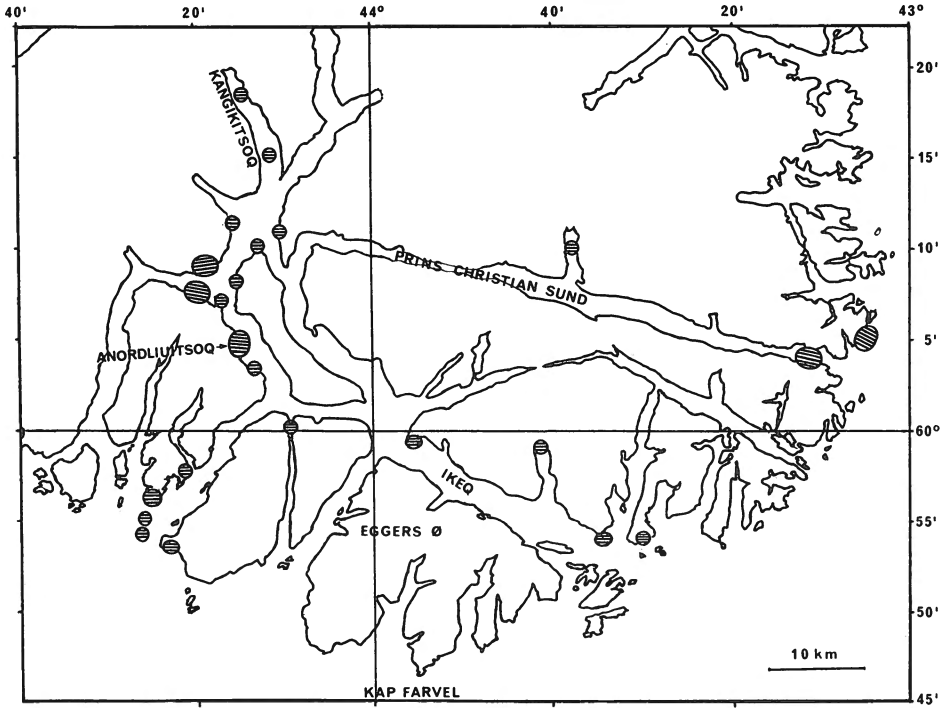 40' 20' 44° 40' 20' 43°
20'
KANGIKITSOQ
15'
10'
PRINS CHRISTIAN SUND
5'
ANORDLIUITSOQ
60°
IKEQ
55'
EGGERS Ø
50'
10 km
KAP FARVEL
45'